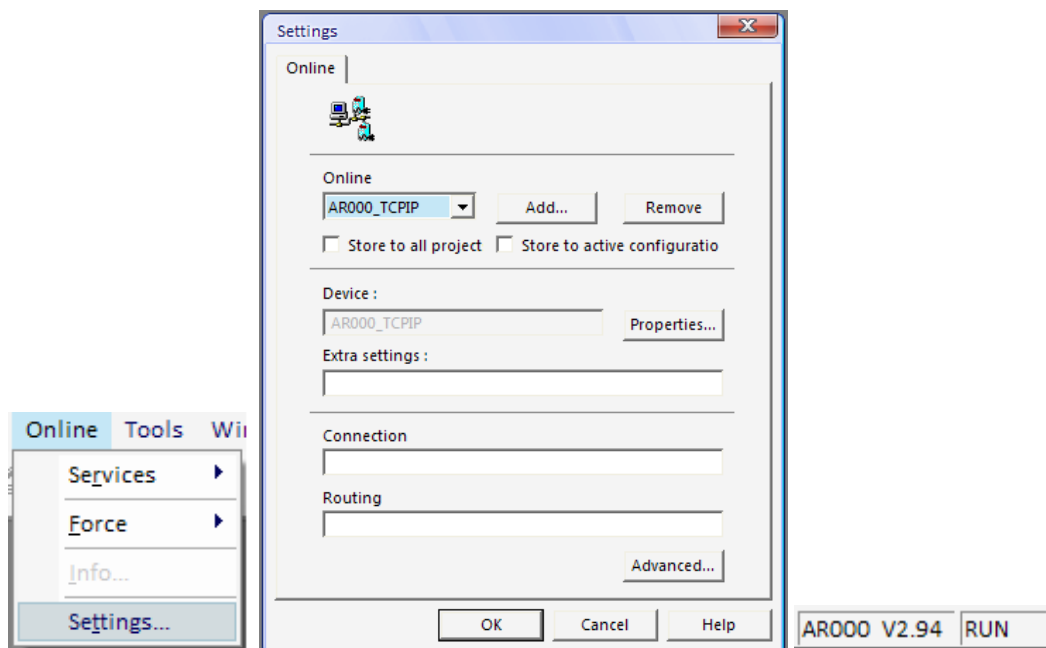 Online Tools Wi
Services
Force
Info...
Settings...
Settings
Online
Online
AR000_TCPIP Add... Remove
Store to all project Store to active configuratio
Device :
AR000_TCPIP Properties...
Extra settings :
Connection
Routing
Advanced...
OK Cancel Help
AR000 V2.94 RUN